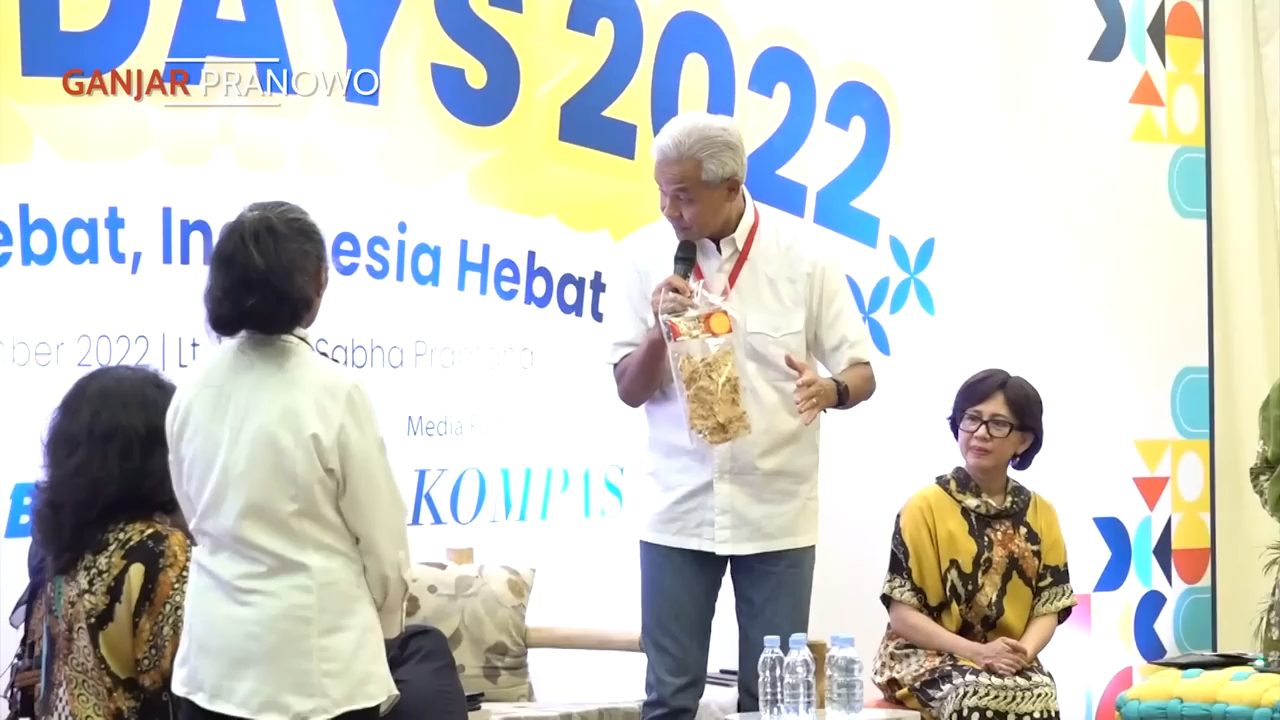 DAYS 2022
GANJAR PRANOWO
ebat, Indonesia Hebat
ber 2022 | Lt. Sabha Pramana
Media
B
KOMPAS